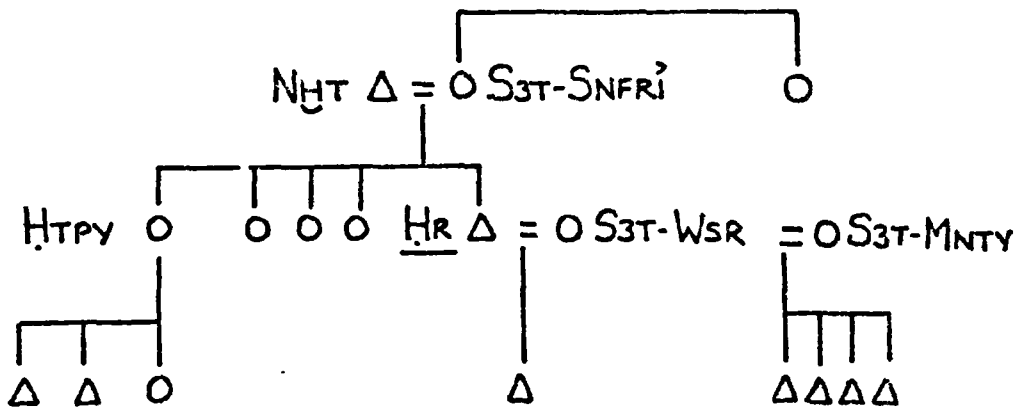 NḪT = S3T-SNFRỈ
ḤTPY ḤR = S3T-WSR = S3T-MNTY